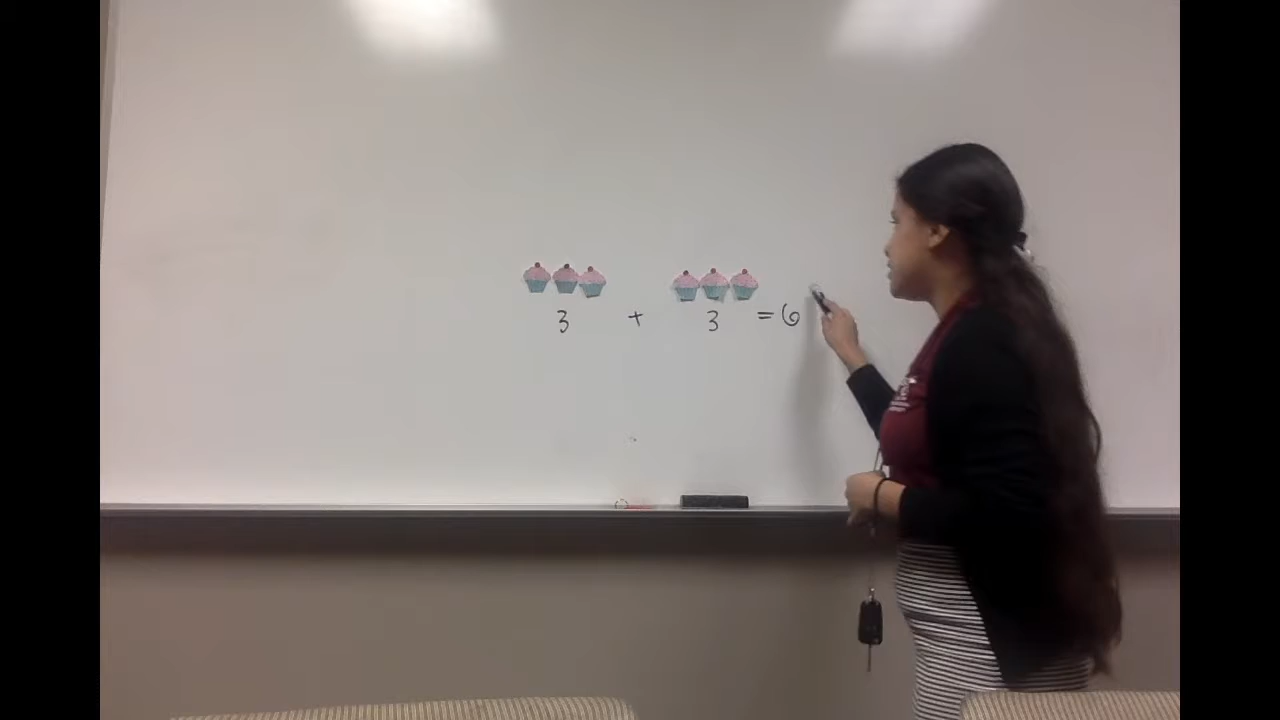 3 + 3 = 6